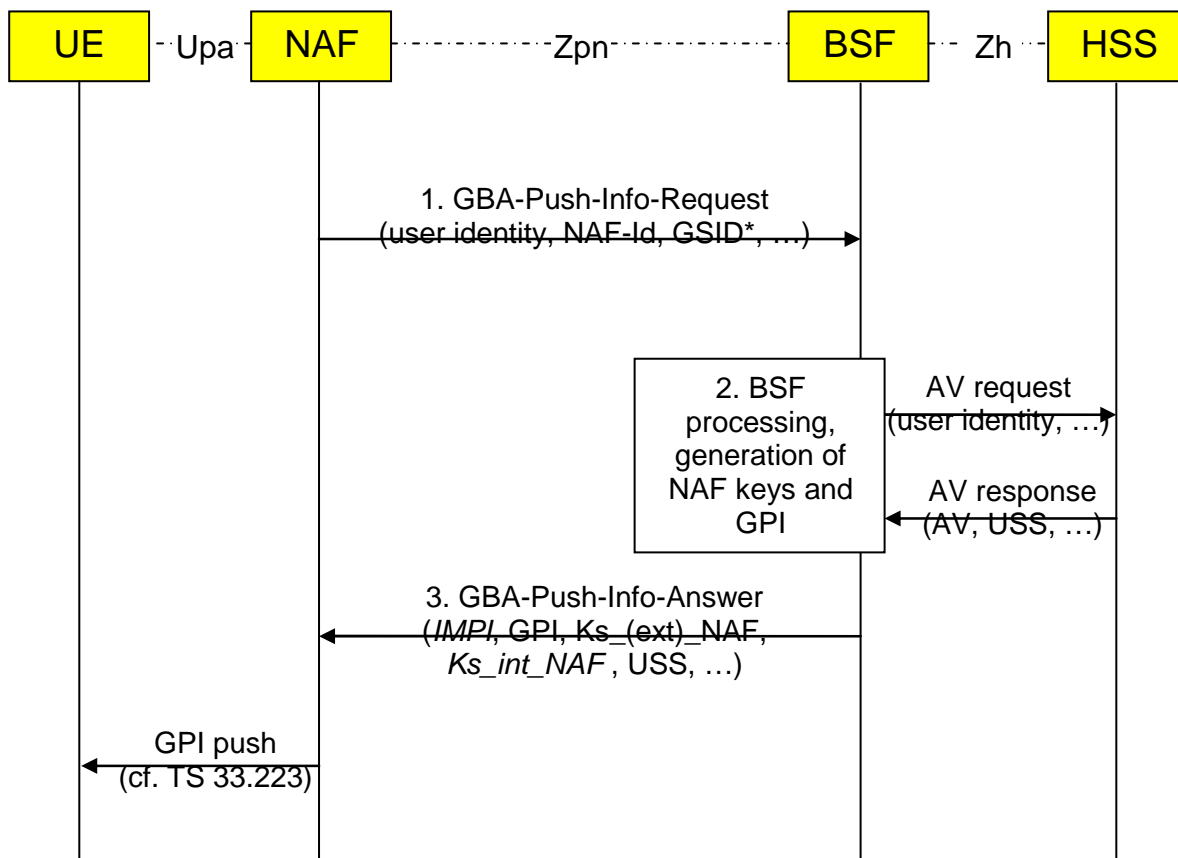 UE
Upa
NAF
Zpn
BSF
Zh
HSS
1. GBA-Push-Info-Request
(user identity, NAF-Id, GSID*, …)
2. BSF
processing,
generation of
NAF keys and
GPI
AV request
(user identity, …)
AV response
(AV, USS, …)
3. GBA-Push-Info-Answer
(IMPI, GPI, Ks_(ext)_NAF,
Ks_int_NAF , USS, …)
GPI push
(cf. TS 33.223)